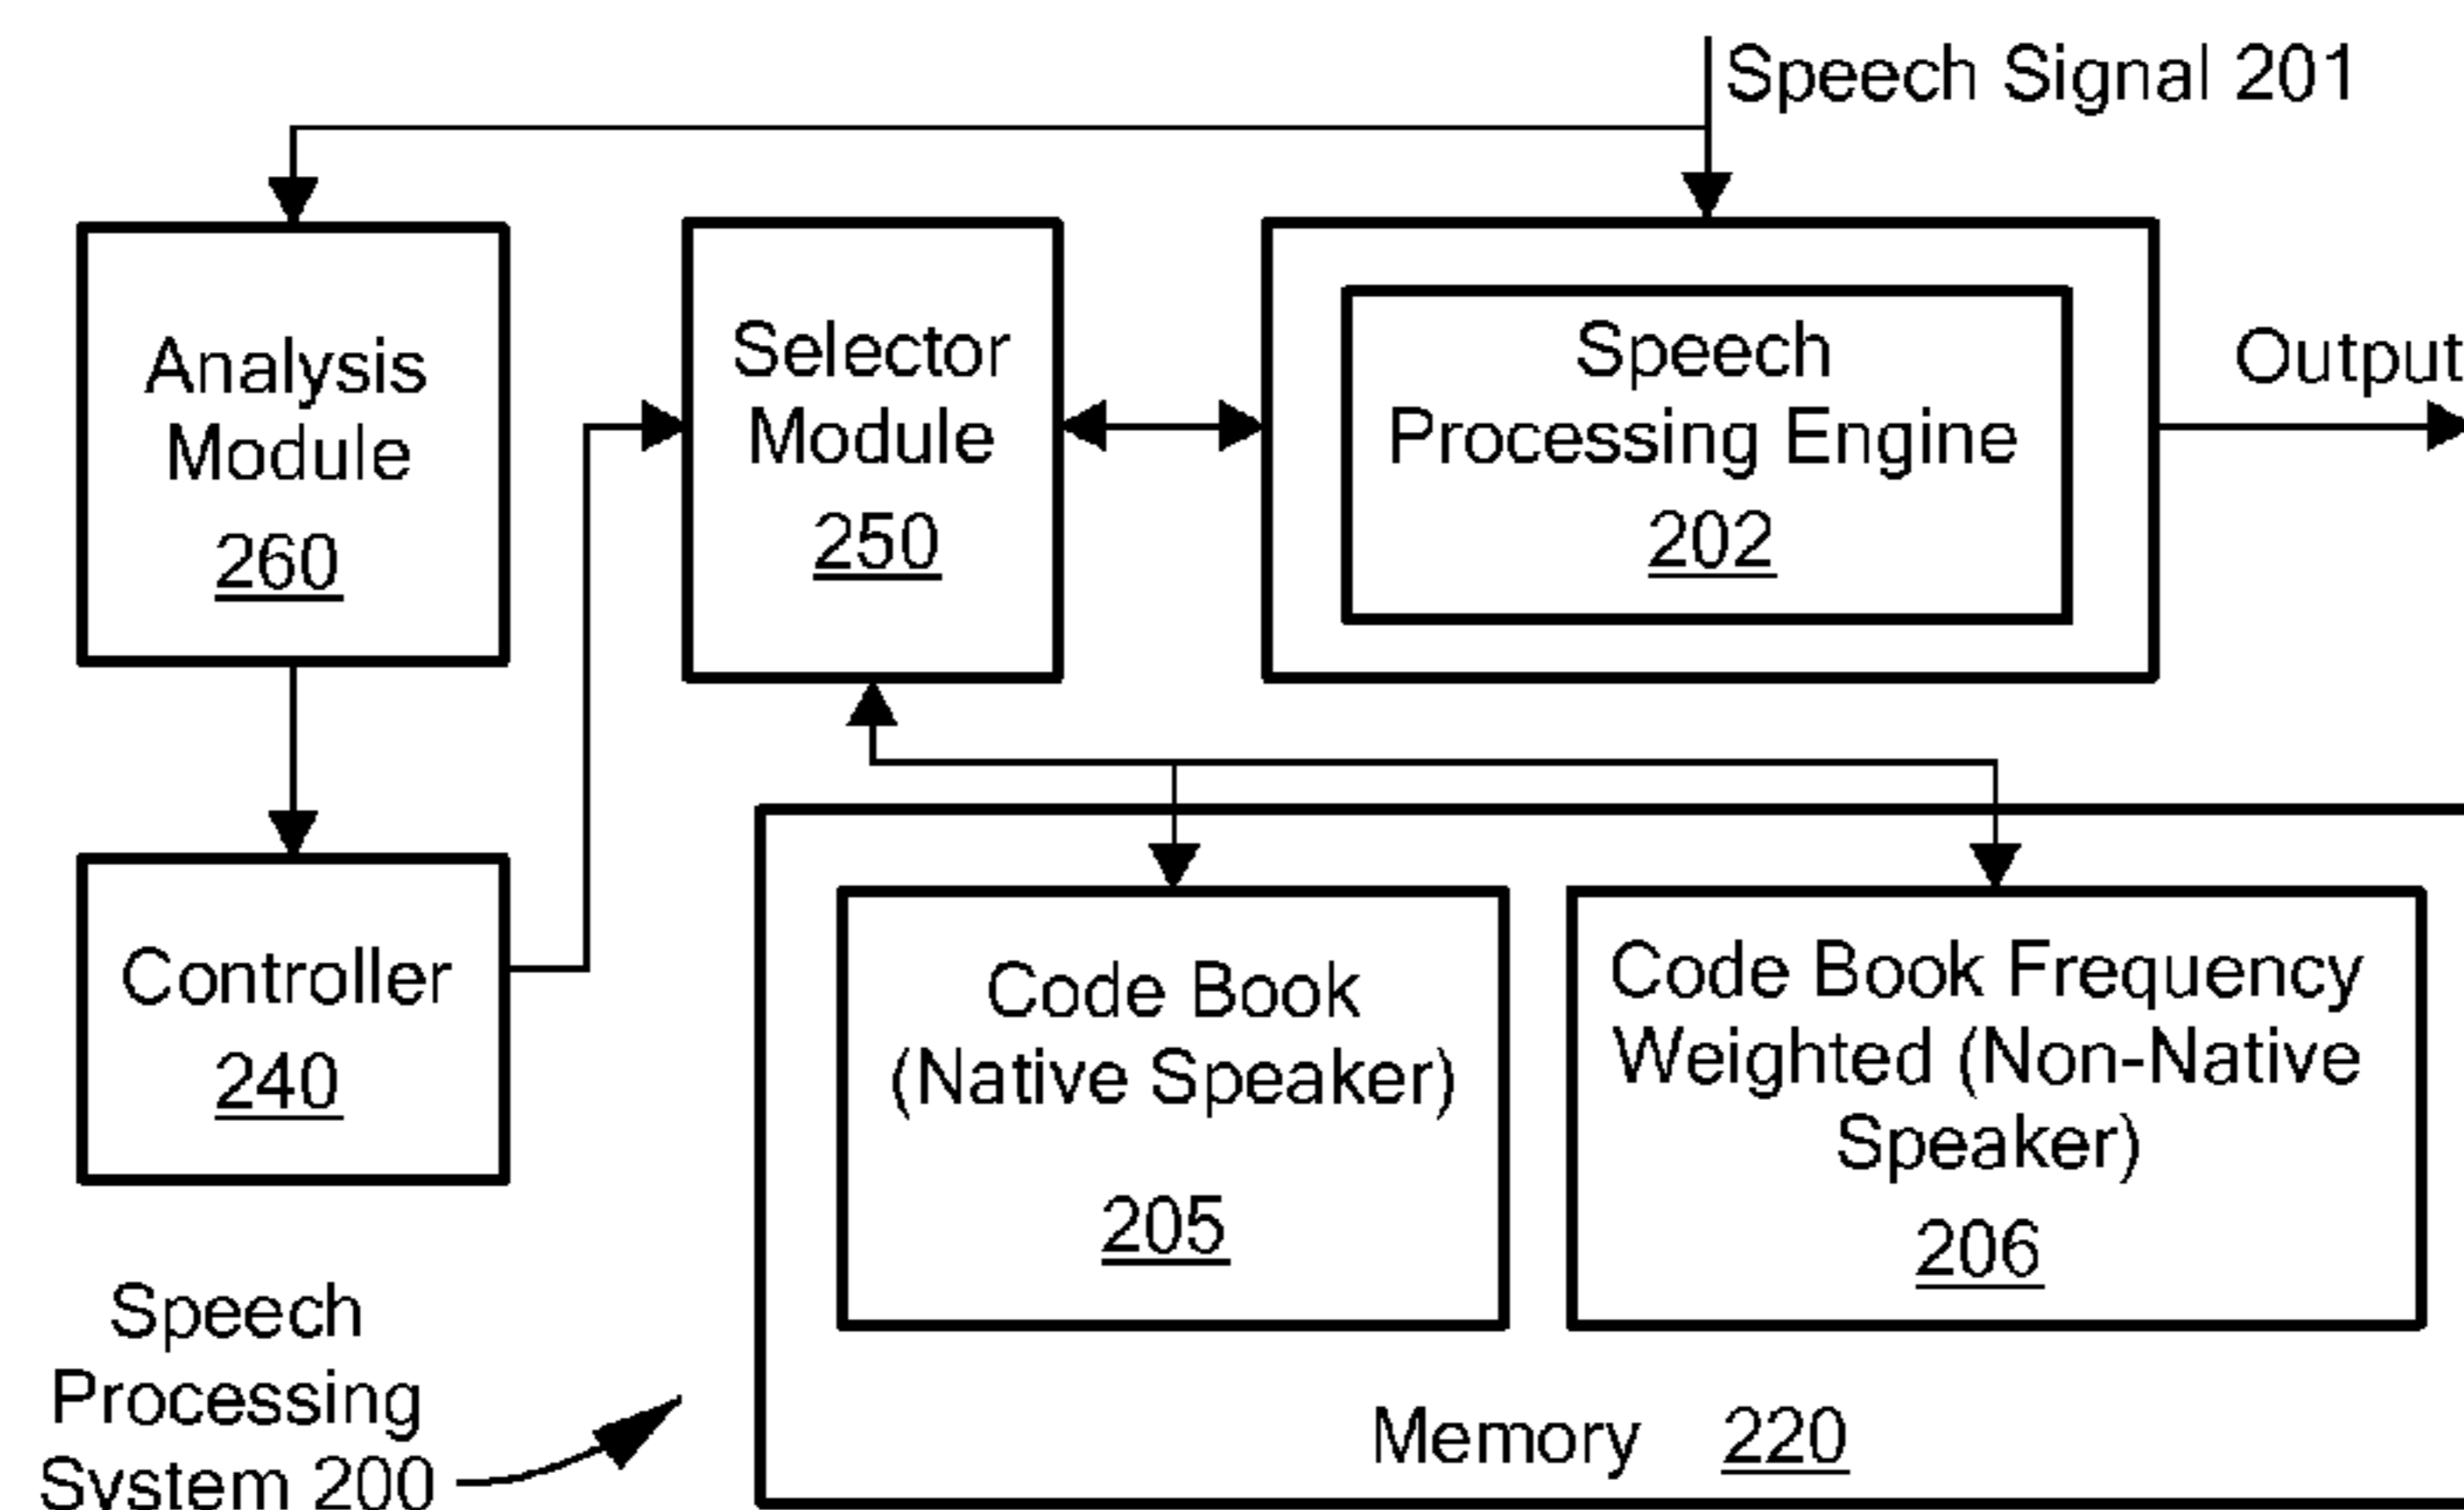 Speech Signal 201
Analysis
Module
260
Selector
Module
250
Speech
Processing Engine
202
Output
Controller
240
Code Book
(Native Speaker)
205
Code Book Frequency
Weighted (Non-Native
Speaker)
206
Speech
Processing
System 200
Memory 220